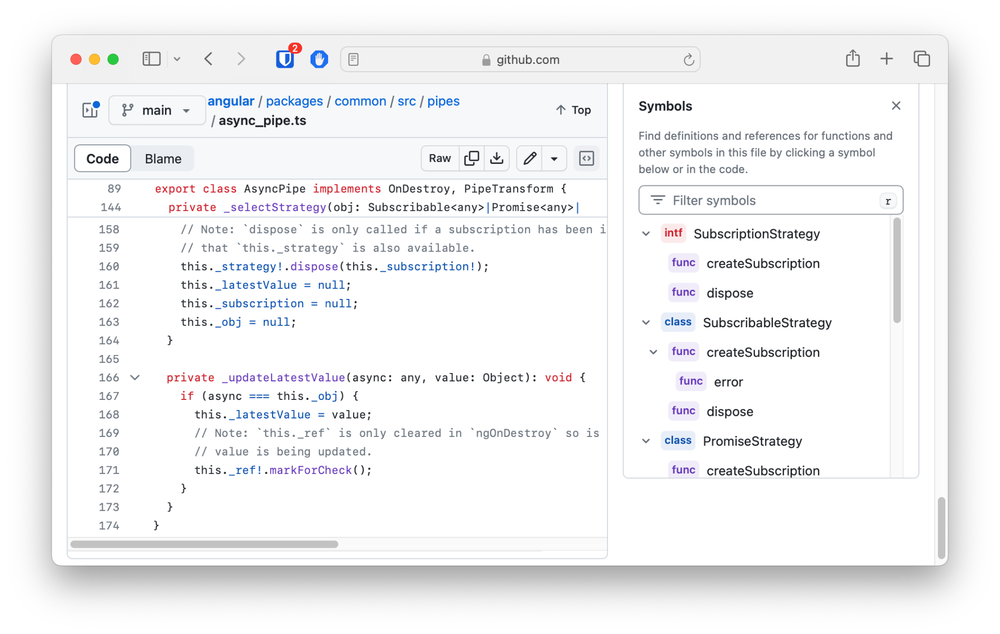 2
github.com
main
angular / packages / common / src / pipes
/ async_pipe.ts
Top
Code
Blame
Raw
89 export class AsyncPipe implements OnDestroy, PipeTransform {
144 private _selectStrategy(obj: Subscribable<any>|Promise<any>|
158 // Note: `dispose` is only called if a subscription has been i
159 // that `this._strategy` is also available.
160 this._strategy!.dispose(this._subscription!);
161 this._latestValue = null;
162 this._subscription = null;
163 this._obj = null;
164 }
165
166 private _updateLatestValue(async: any, value: Object): void {
167 if (async === this._obj) {
168 this._latestValue = value;
169 // Note: `this._ref` is only cleared in `ngOnDestroy` so is
170 // value is being updated.
171 this._ref!.markForCheck();
172 }
173 }
174 }
Symbols
Find definitions and references for functions and
other symbols in this file by clicking a symbol
below or in the code.
Filter symbols r
intf SubscriptionStrategy
func createSubscription
func dispose
class SubscribableStrategy
func createSubscription
func error
func dispose
class PromiseStrategy
func createSubscription